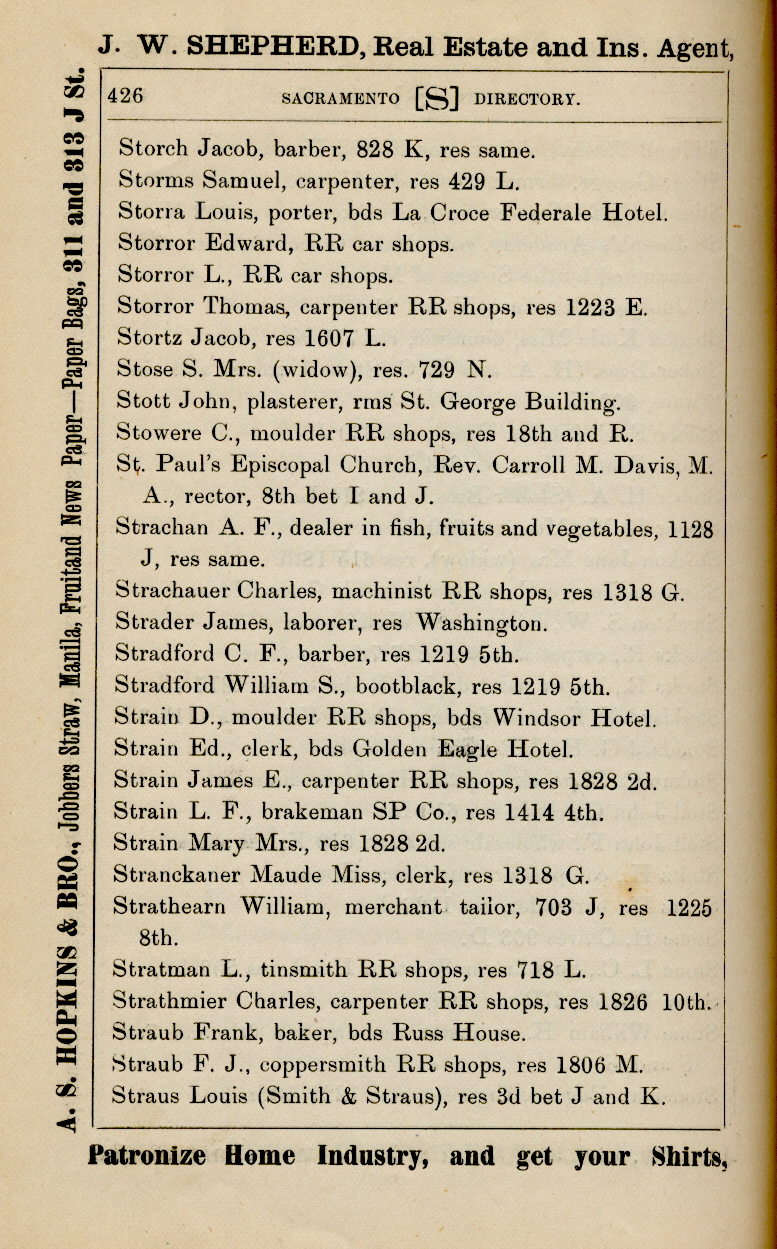 J. W. SHEPHERD, Real Estate and Ins. Agent,
426 SACRAMENTO [S] DIRECTORY.
Storch Jacob, barber, 828 K, res same.
Storms Samuel, carpenter, res 429 L.
Storra Louis, porter, bds La Croce Federale Hotel.
Storror Edward, RR car shops.
Storror L., RR car shops.
Storror Thomas, carpenter RR shops, res 1223 E.
Stortz Jacob, res 1607 L.
Stose S. Mrs. (widow), res. 729 N.
Stott John, plasterer, rms St. George Building.
Stowere C., moulder RR shops, res 18th and R.
St. Paul's Episcopal Church, Rev. Carroll M. Davis, M.
A., rector, 8th bet I and J.
Strachan A. F., dealer in fish, fruits and vegetables, 1128
J, res same.
Strachauer Charles, machinist RR shops, res 1318 G.
Strader James, laborer, res Washington.
Stradford C. F., barber, res 1219 5th.
Stradford William S., bootblack, res 1219 5th.
Strain D., moulder RR shops, bds Windsor Hotel.
Strain Ed., clerk, bds Golden Eagle Hotel.
Strain James E., carpenter RR shops, res 1828 2d.
Strain L. F., brakeman SP Co., res 1414 4th.
Strain Mary Mrs., res 1828 2d.
Stranckaner Maude Miss, clerk, res 1318 G.
Strathearn William, merchant tailor, 703 J, res 1225
8th.
Stratman L., tinsmith RR shops, res 718 L.
Strathmier Charles, carpenter RR shops, res 1826 10th.
Straub Frank, baker, bds Russ House.
Straub F. J., coppersmith RR shops, res 1806 M.
Straus Louis (Smith & Straus), res 3d bet J and K.
Patronize Home Industry, and get your Shirts,
A. S. HOPKINS & BRO., Jobbers Straw, Manila, Fruitand News Paper—Paper Bags, 311 and 313 J St.